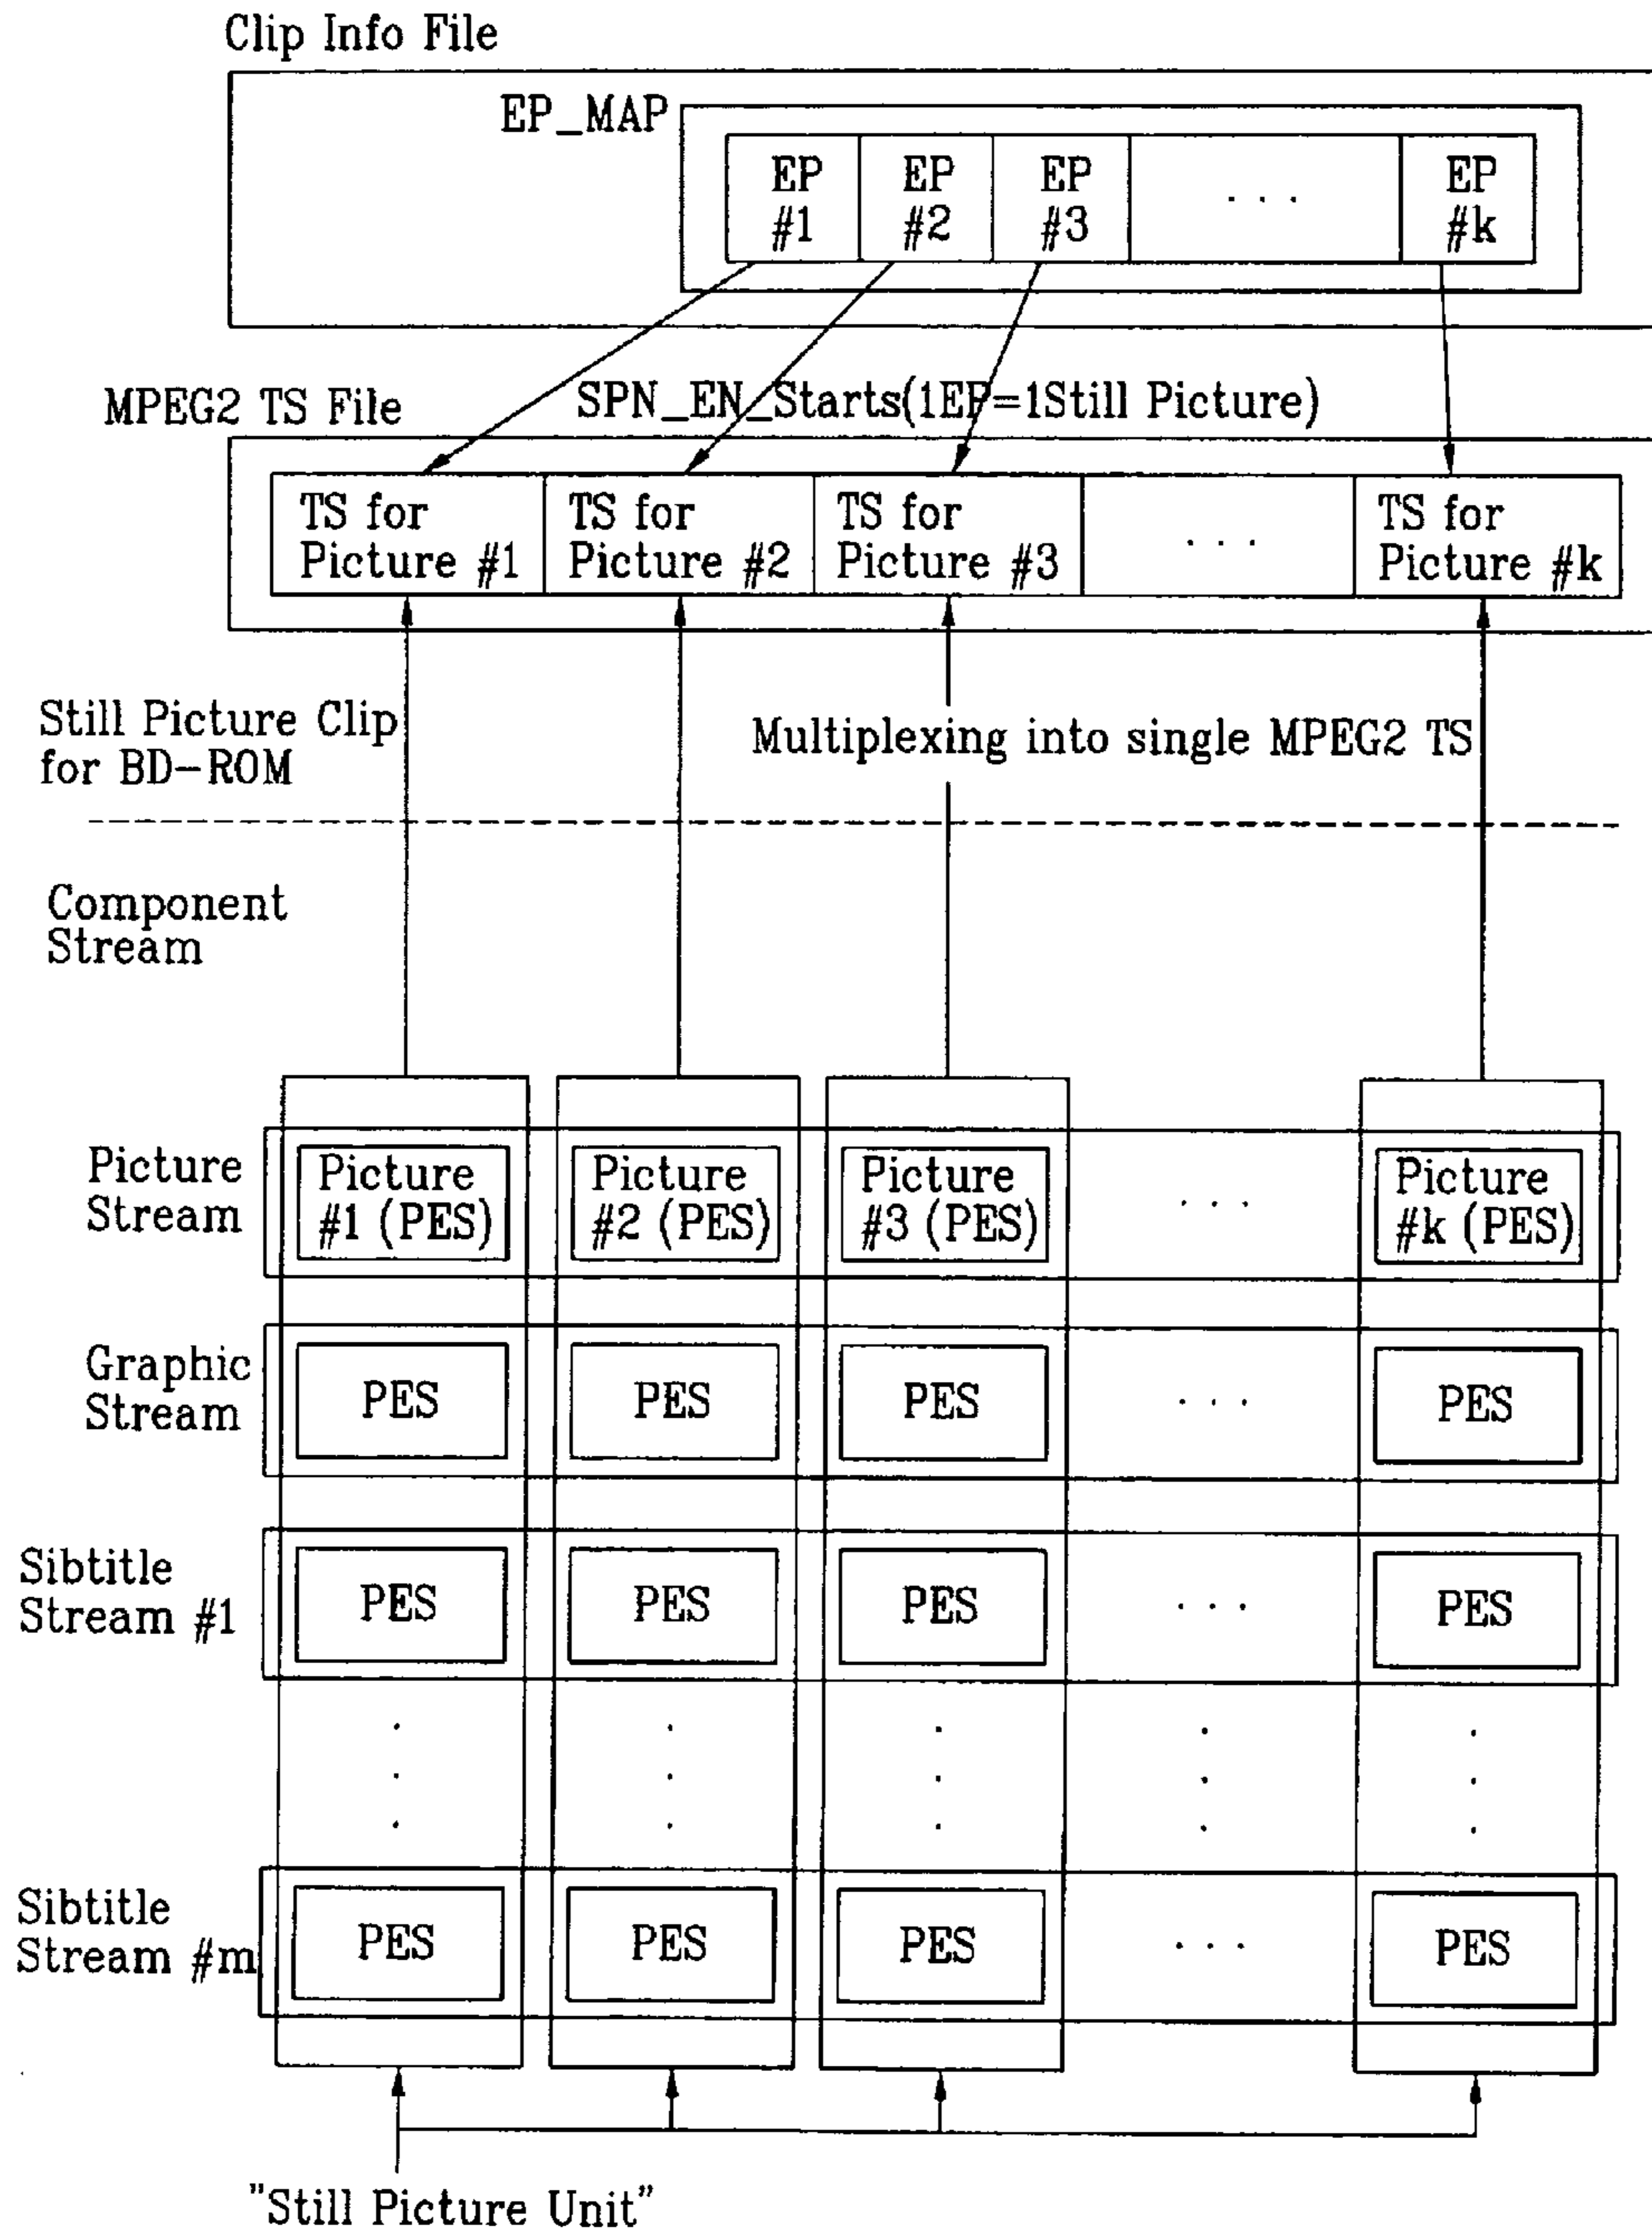 Clip Info File
EP_MAP
EP #1
EP #2
EP #3
. . .
EP #k
MPEG2 TS File
SPN_EN_Starts(1EP=1Still Picture)
TS for
Picture #1
TS for
Picture #2
TS for
Picture #3
. . .
TS for
Picture #k
Still Picture Clip
for BD-ROM
Multiplexing into single MPEG2 TS
Component
Stream
Picture
Stream
Picture
#1 (PES)
Picture
#2 (PES)
Picture
#3 (PES)
. . .
Picture
#k (PES)
Graphic
Stream
PES
PES
PES
. . .
PES
Sibtitle
Stream #1
PES
PES
PES
. . .
PES
Sibtitle
Stream #m
PES
PES
PES
. . .
PES
"Still Picture Unit"